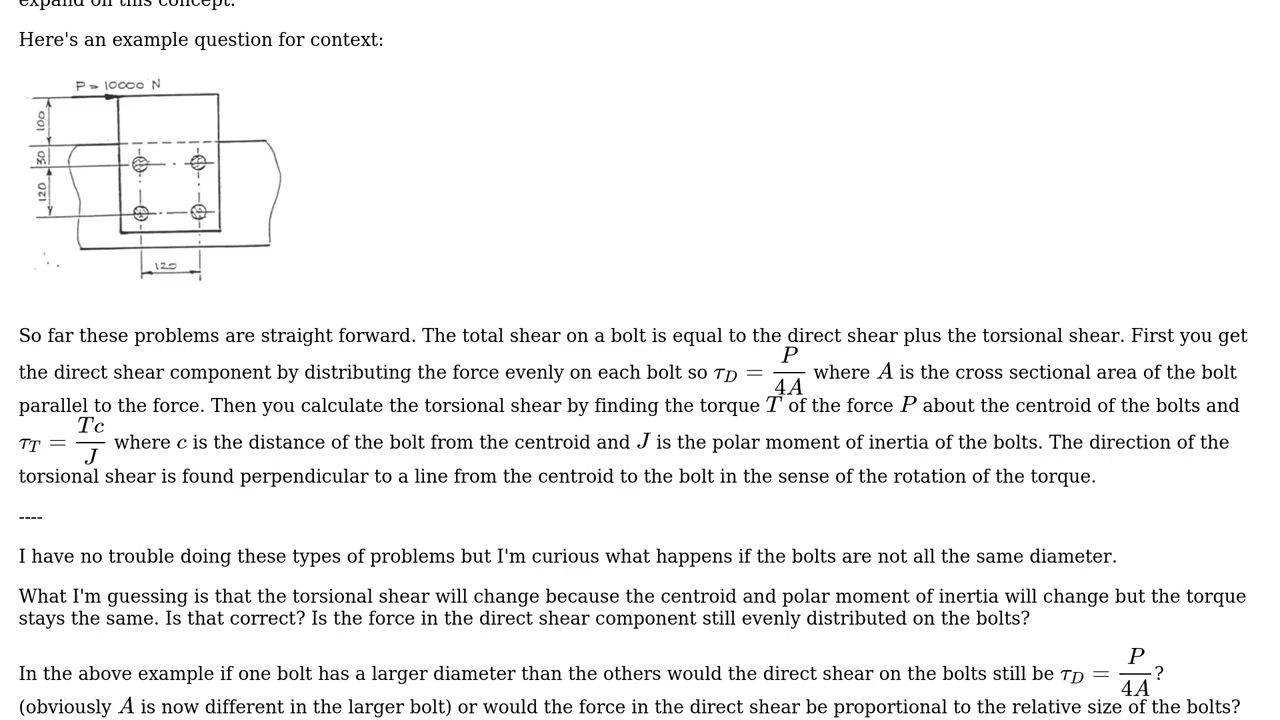 expand on this concept.
Here's an example question for context:
P = 10000 N
100
30
120
120
So far these problems are straight forward. The total shear on a bolt is equal to the direct shear plus the torsional shear. First you get
the direct shear component by distributing the force evenly on each bolt so τ_D = P/4A where A is the cross sectional area of the bolt
parallel to the force. Then you calculate the torsional shear by finding the torque T of the force P about the centroid of the bolts and
τ_T = Tc/J where c is the distance of the bolt from the centroid and J is the polar moment of inertia of the bolts. The direction of the
torsional shear is found perpendicular to a line from the centroid to the bolt in the sense of the rotation of the torque.
----
I have no trouble doing these types of problems but I'm curious what happens if the bolts are not all the same diameter.
What I'm guessing is that the torsional shear will change because the centroid and polar moment of inertia will change but the torque
stays the same. Is that correct? Is the force in the direct shear component still evenly distributed on the bolts?
In the above example if one bolt has a larger diameter than the others would the direct shear on the bolts still be τ_D = P/4A?
(obviously A is now different in the larger bolt) or would the force in the direct shear be proportional to the relative size of the bolts?